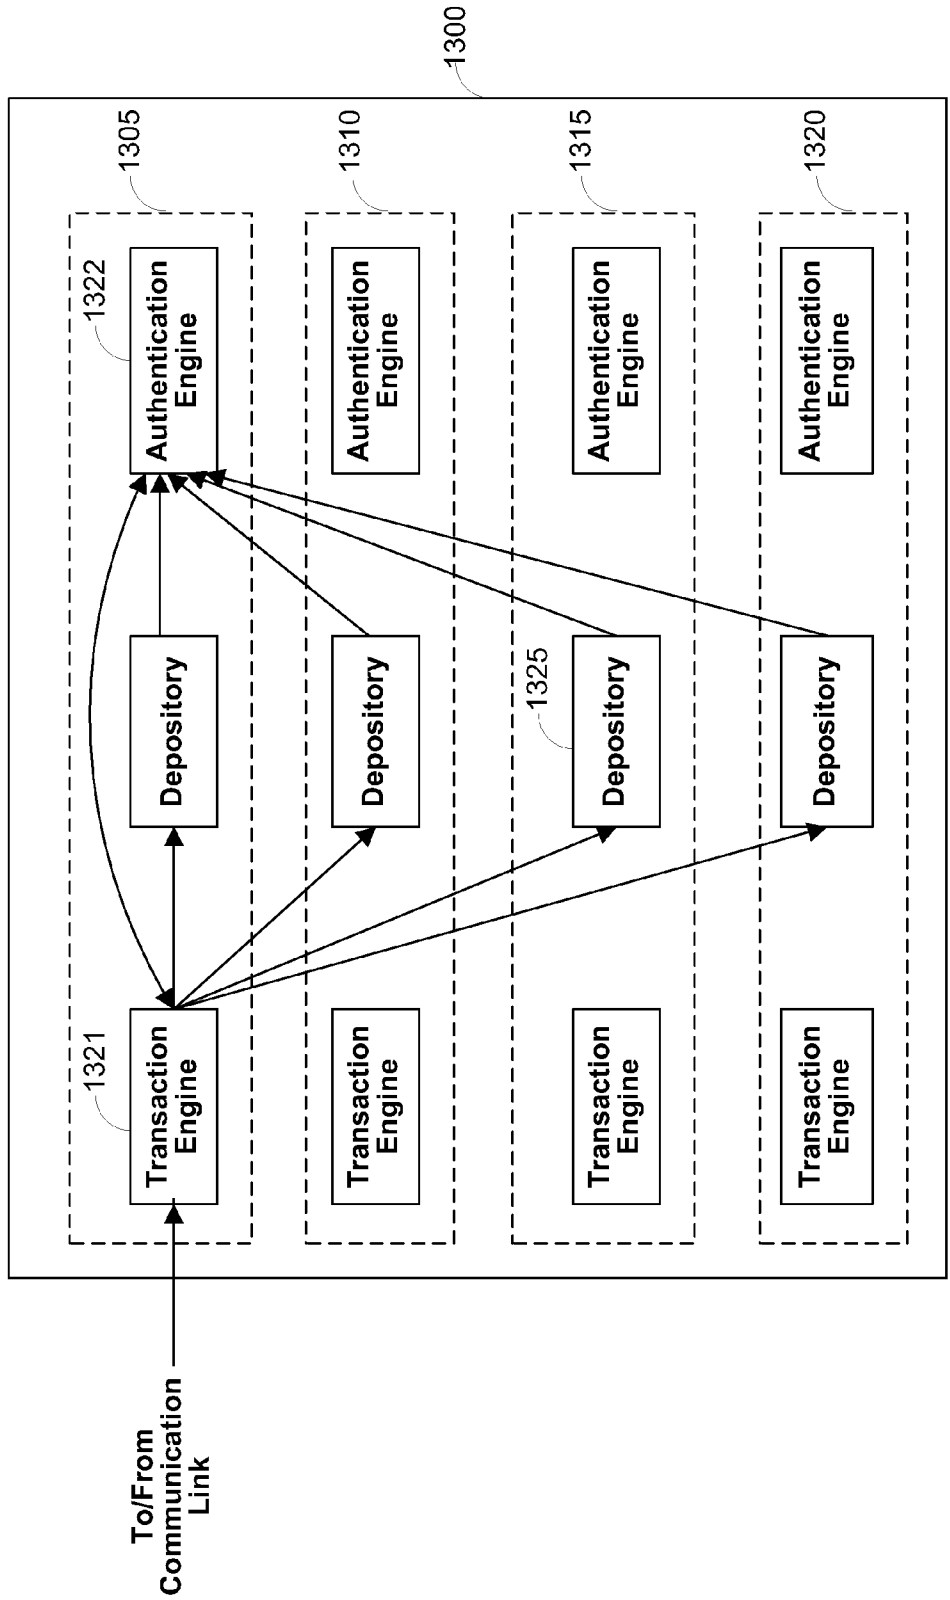 1300
1305
1322
Authentication
Engine
Depository
1321
Transaction
Engine
To/From
Communication
Link
1310
Authentication
Engine
Depository
Transaction
Engine
1315
Authentication
Engine
1325
Depository
Transaction
Engine
1320
Authentication
Engine
Depository
Transaction
Engine